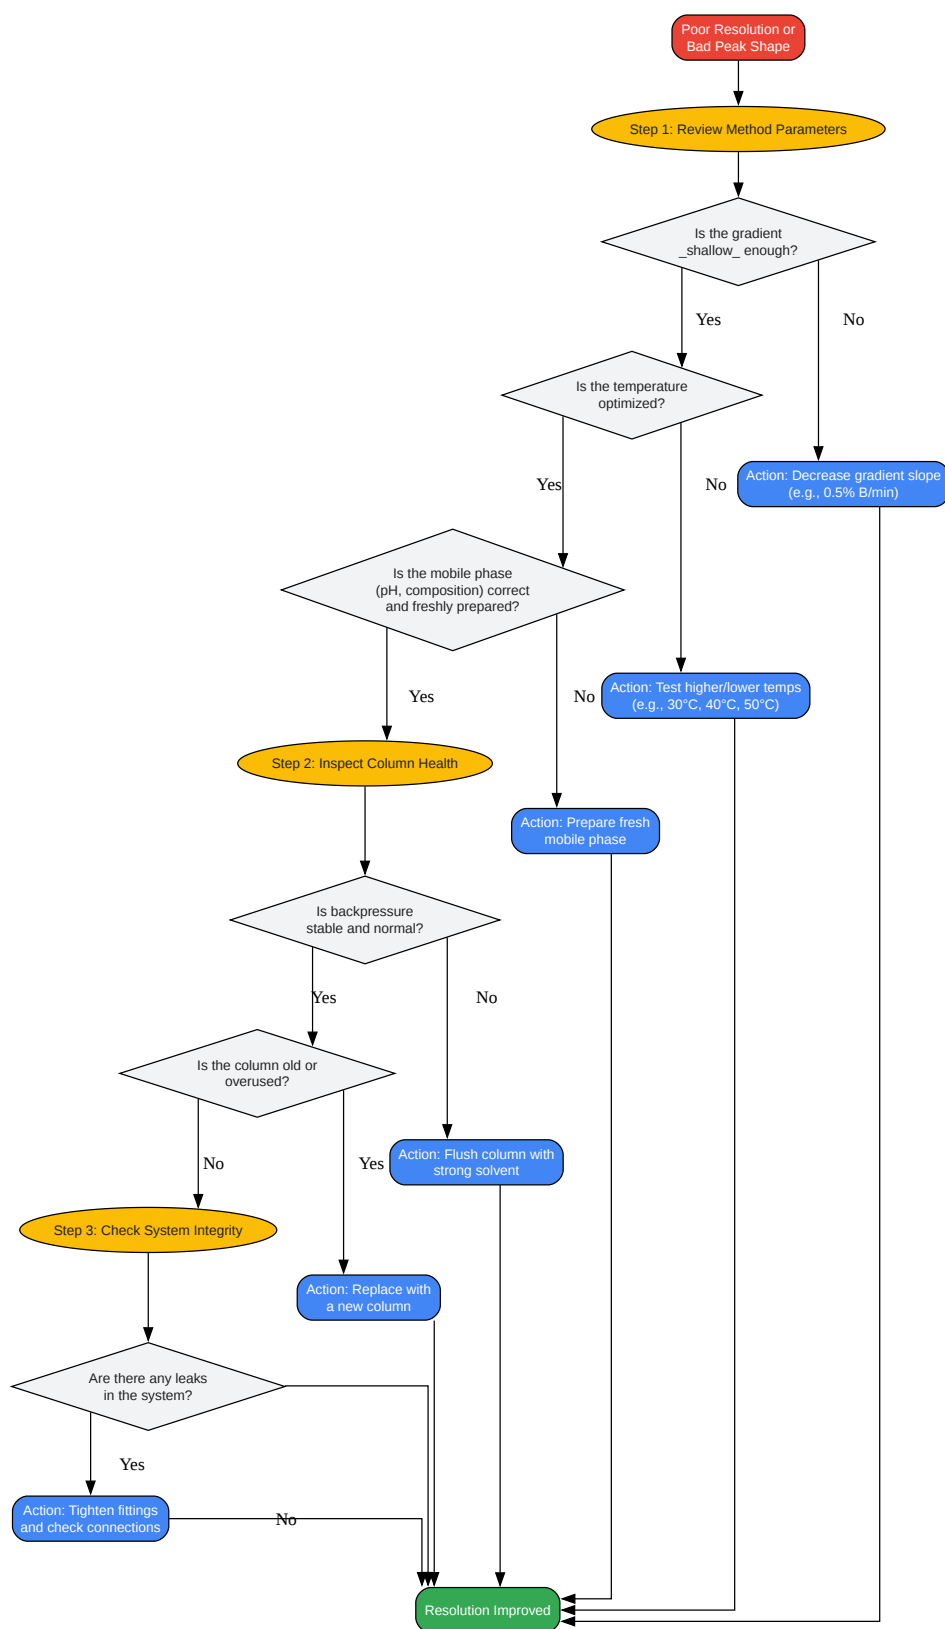 Poor Resolution or
Bad Peak Shape
Step 1: Review Method Parameters
Is the gradient
_shallow_ enough?
Yes
No
Is the temperature
optimized?
Action: Decrease gradient slope
(e.g., 0.5% B/min)
Yes
No
Is the mobile phase
(pH, composition) correct
and freshly prepared?
Action: Test higher/lower temps
(e.g., 30°C, 40°C, 50°C)
Yes
No
Step 2: Inspect Column Health
Action: Prepare fresh
mobile phase
Is backpressure
stable and normal?
Yes
No
Is the column old or
overused?
Action: Flush column with
strong solvent
No
Yes
Step 3: Check System Integrity
Action: Replace with
a new column
Are there any leaks
in the system?
Yes
Action: Tighten fittings
and check connections
No
Resolution Improved